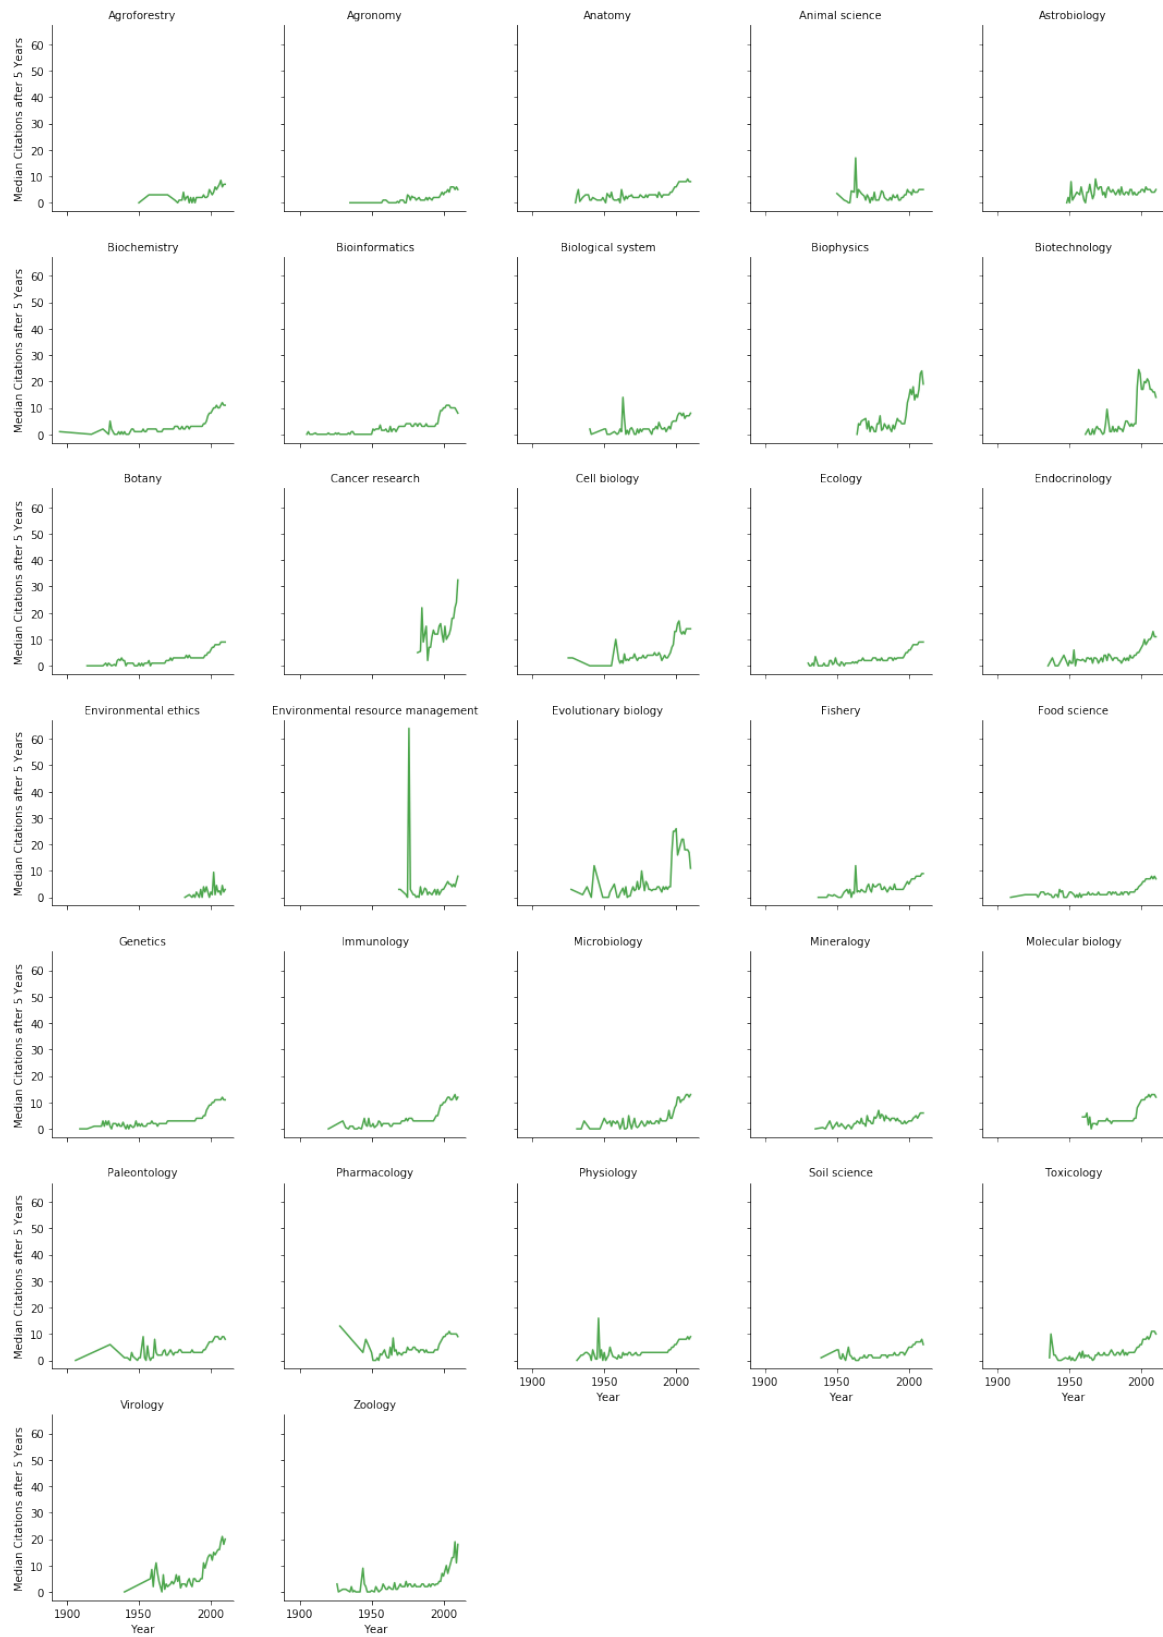 Agroforestry
Agronomy
Anatomy
Animal science
Astrobiology
Median Citations after 5 Years
60
50
40
30
20
10
0
1900
1950
2000
1900
1950
2000
Biochemistry
Bioinformatics
Biological system
Biophysics
Biotechnology
Median Citations after 5 Years
60
50
40
30
20
10
0
Botany
Cancer research
Cell biology
Ecology
Endocrinology
Median Citations after 5 Years
60
50
40
30
20
10
0
Environmental ethics
Environmental resource management
Evolutionary biology
Fishery
Food science
Median Citations after 5 Years
60
50
40
30
20
10
0
Genetics
Immunology
Microbiology
Mineralogy
Molecular biology
Median Citations after 5 Years
60
50
40
30
20
10
0
Paleontology
Pharmacology
Physiology
Soil science
Toxicology
Median Citations after 5 Years
60
50
40
30
20
10
0
1900
1950
2000
Year
1900
1950
2000
Year
1900
1950
2000
Year
Virology
Zoology
Median Citations after 5 Years
60
50
40
30
20
10
0
1900
1950
2000
Year
1900
1950
2000
Year